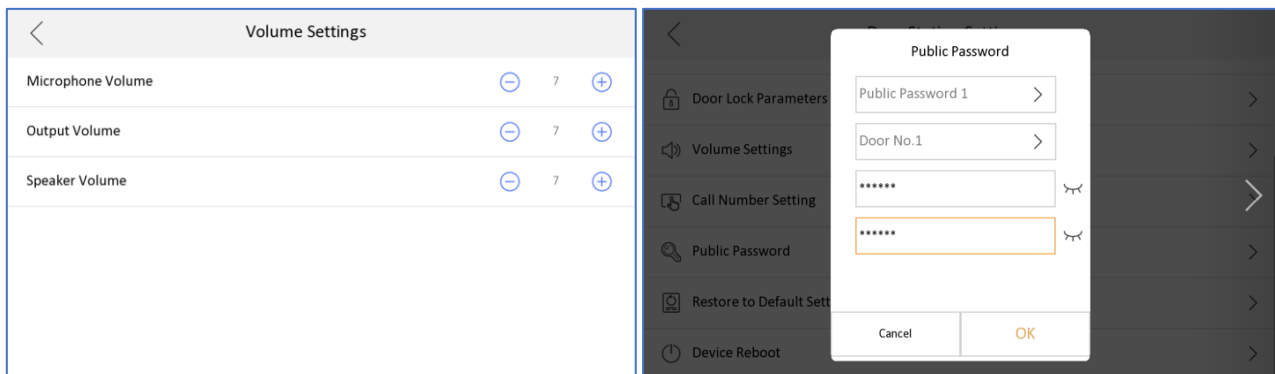 Volume Settings
Microphone Volume 7
Output Volume 7
Speaker Volume 7
Public Password
Door Lock Parameters
Public Password 1
Door No.1
Volume Settings
******
Call Number Setting
******
Public Password
Restore to Default Sett
Cancel OK
Device Reboot